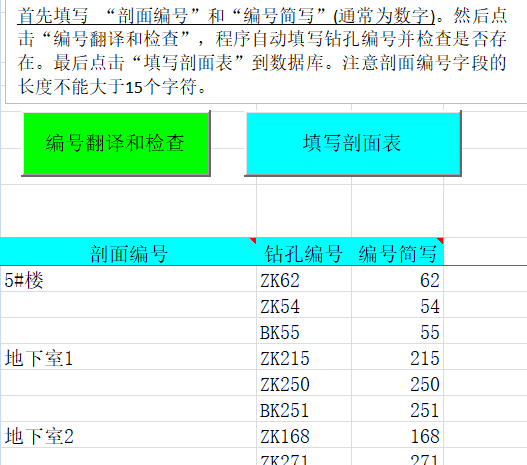 首先填写 “剖面编号”和“编号简写”(通常为数字)。然后点
击“编号翻译和检查”，程序自动填写钻孔编号并检查是否存
在。最后点击“填写剖面表”到数据库。注意剖面编号字段的
长度不能大于15个字符。
编号翻译和检查 填写剖面表
剖面编号 钻孔编号 编号简写
5#楼 ZK62 62
ZK54 54
BK55 55
地下室1 ZK215 215
ZK250 250
BK251 251
地下室2 ZK168 168
ZK271 271